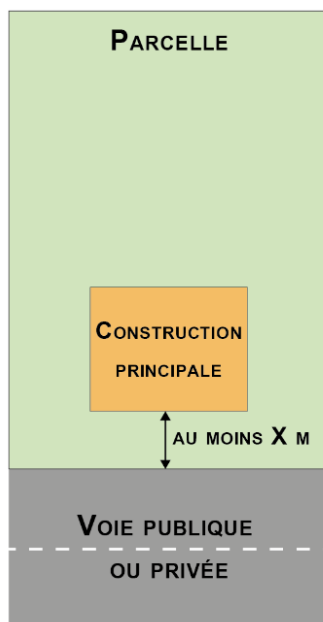 PARCELLE
CONSTRUCTION
PRINCIPALE
AU MOINS X M
VOIE PUBLIQUE
OU PRIVÉE